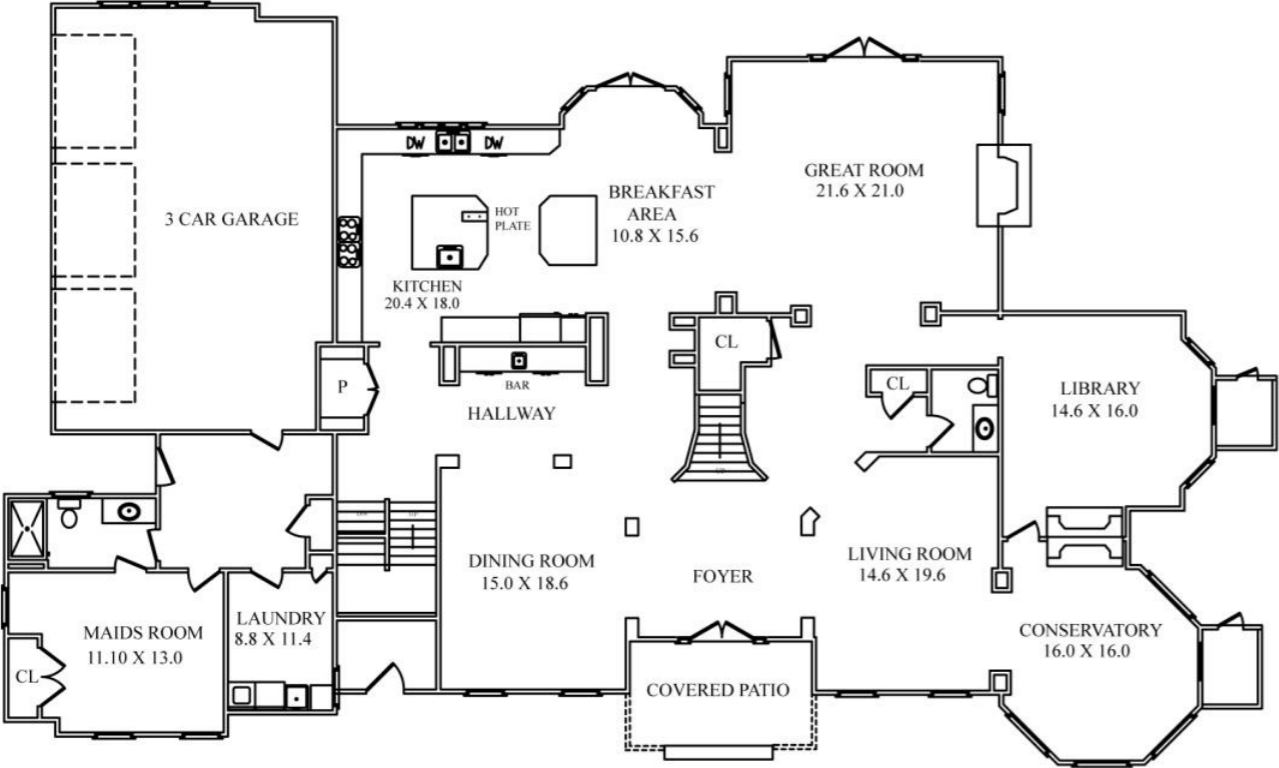 DW
DW
GREAT ROOM
21.6 X 21.0
BREAKFAST
AREA
10.8 X 15.6
3 CAR GARAGE
HOT
PLATE
KITCHEN
20.4 X 18.0
CL
P
BAR
HALLWAY
CL
LIBRARY
14.6 X 16.0
UP
DINING ROOM
15.0 X 18.6
FOYER
LIVING ROOM
14.6 X 19.6
MAIDS ROOM
11.10 X 13.0
LAUNDRY
8.8 X 11.4
CL
CONSERVATORY
16.0 X 16.0
COVERED PATIO